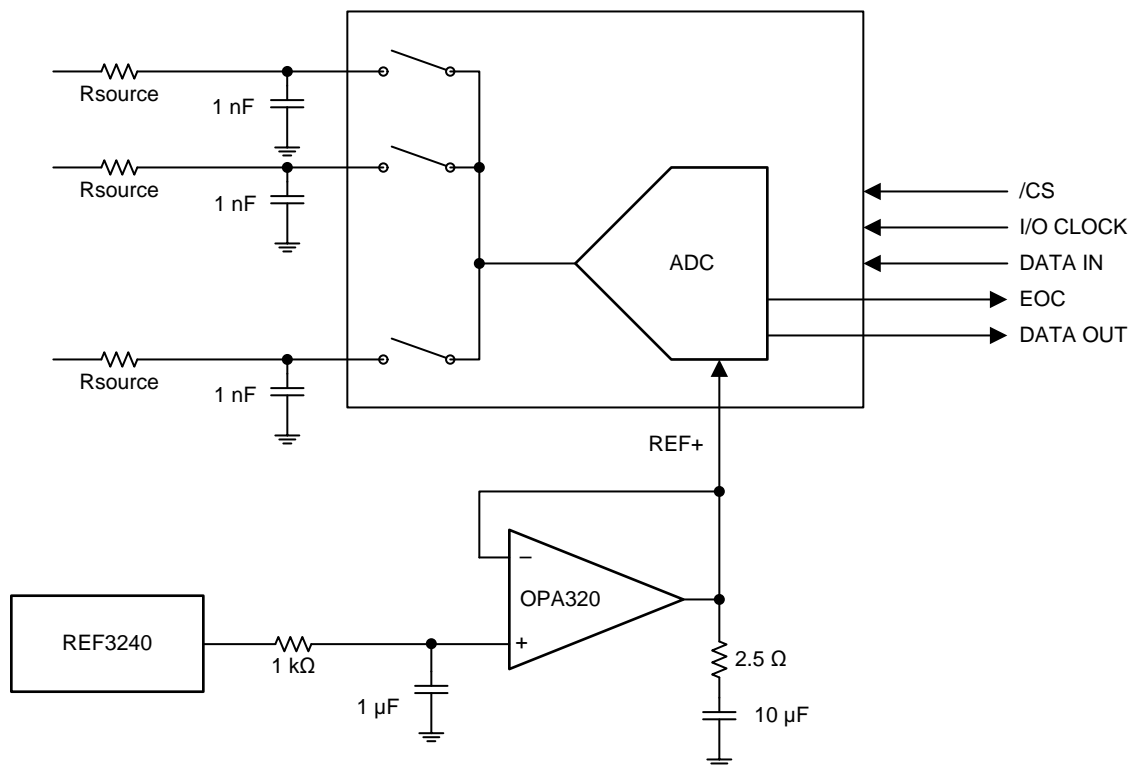 Rsource
1 nF
Rsource
1 nF
Rsource
1 nF
ADC
/CS
I/O CLOCK
DATA IN
EOC
DATA OUT
REF+
−
OPA320
+
REF3240
1 kΩ
1 µF
2.5 Ω
10 µF